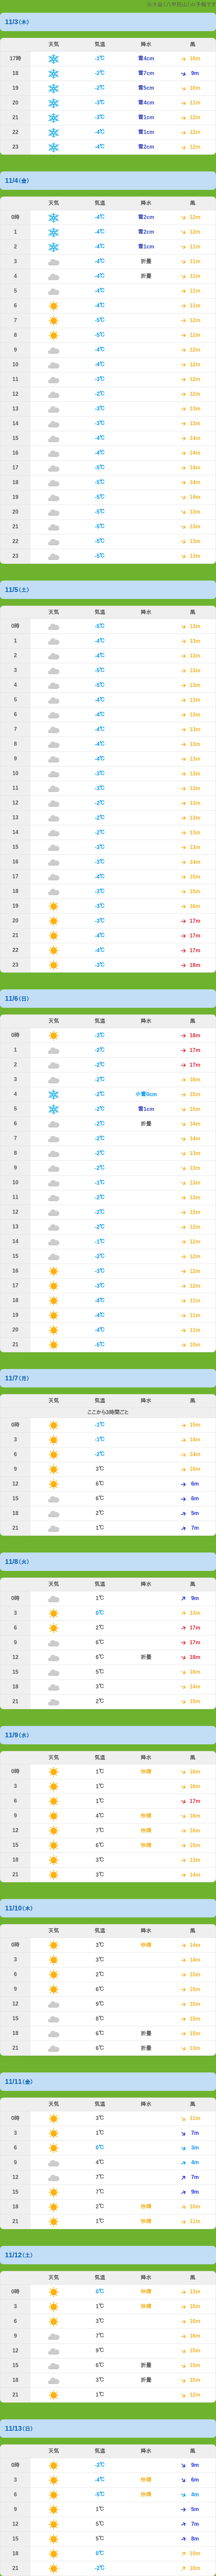 ※大岳(八甲田山)の予報です
11/3(木)
天気 気温 降水 風
17時 -1℃ 雪4cm 10m
18 -2℃ 雪7cm 9m
19 -2℃ 雪5cm 10m
20 -3℃ 雪4cm 11m
21 -3℃ 雪1cm 12m
22 -4℃ 雪1cm 11m
23 -4℃ 雪2cm 12m
11/4(金)
天気 気温 降水 風
0時 -4℃ 雪2cm 12m
1 -4℃ 雪2cm 12m
2 -4℃ 雪1cm 11m
3 -4℃ 折曇 11m
4 -4℃ 折曇 11m
5 -4℃ 11m
6 -4℃ 11m
7 -5℃ 12m
8 -5℃ 12m
9 -4℃ 12m
10 -4℃ 12m
11 -3℃ 12m
12 -2℃ 12m
13 -3℃ 13m
14 -3℃ 13m
15 -4℃ 14m
16 -4℃ 14m
17 -5℃ 14m
18 -5℃ 14m
19 -5℃ 14m
20 -5℃ 13m
21 -5℃ 13m
22 -5℃ 13m
23 -5℃ 13m
11/5(土)
天気 気温 降水 風
0時 -5℃ 13m
1 -4℃ 13m
2 -4℃ 13m
3 -5℃ 13m
4 -5℃ 13m
5 -4℃ 13m
6 -4℃ 13m
7 -4℃ 13m
8 -4℃ 13m
9 -4℃ 13m
10 -3℃ 13m
11 -3℃ 13m
12 -2℃ 13m
13 -2℃ 13m
14 -2℃ 13m
15 -3℃ 13m
16 -3℃ 14m
17 -4℃ 15m
18 -3℃ 15m
19 -3℃ 16m
20 -3℃ 17m
21 -4℃ 17m
22 -4℃ 17m
23 -3℃ 18m
11/6(日)
天気 気温 降水 風
0時 -3℃ 18m
1 -2℃ 17m
2 -2℃ 17m
3 -2℃ 16m
4 -2℃ 小雪0cm 15m
5 -2℃ 雪1cm 15m
6 -2℃ 折曇 14m
7 -2℃ 14m
8 -2℃ 13m
9 -2℃ 13m
10 -1℃ 13m
11 -2℃ 13m
12 -2℃ 12m
13 -2℃ 12m
14 -1℃ 12m
15 -2℃ 12m
16 -3℃ 12m
17 -3℃ 12m
18 -4℃ 11m
19 -4℃ 11m
20 -4℃ 11m
21 -5℃ 10m
11/7(月)
天気 気温 降水 風
ここから3時間ごと
0時 -1℃ 15m
3 -1℃ 14m
6 -2℃ 14m
9 3℃ 10m
12 6℃ 6m
15 6℃ 6m
18 2℃ 5m
21 1℃ 7m
11/8(火)
天気 気温 降水 風
0時 1℃ 9m
3 0℃ 13m
6 2℃ 17m
9 6℃ 17m
12 6℃ 折曇 18m
15 5℃ 16m
18 3℃ 14m
21 2℃ 15m
11/9(水)
天気 気温 降水 風
0時 1℃ 快晴 16m
3 1℃ 16m
6 1℃ 17m
9 4℃ 快晴 16m
12 7℃ 快晴 16m
15 6℃ 快晴 15m
18 3℃ 13m
21 3℃ 14m
11/10(木)
天気 気温 降水 風
0時 3℃ 快晴 14m
3 3℃ 14m
6 2℃ 15m
9 6℃ 15m
12 9℃ 15m
15 8℃ 15m
18 6℃ 折曇 15m
21 6℃ 折曇 13m
11/11(金)
天気 気温 降水 風
0時 3℃ 11m
3 1℃ 7m
6 0℃ 3m
9 4℃ 4m
12 7℃ 7m
15 7℃ 9m
18 2℃ 快晴 10m
21 1℃ 快晴 11m
11/12(土)
天気 気温 降水 風
0時 0℃ 快晴 13m
3 1℃ 快晴 15m
6 3℃ 16m
9 7℃ 16m
12 9℃ 15m
15 6℃ 折曇 15m
18 3℃ 折曇 15m
21 1℃ 12m
11/13(日)
天気 気温 降水 風
0時 -2℃ 9m
3 -4℃ 快晴 6m
6 -5℃ 快晴 4m
9 1℃ 5m
12 5℃ 7m
15 5℃ 8m
18 0℃ 10m
21 -2℃ 10m